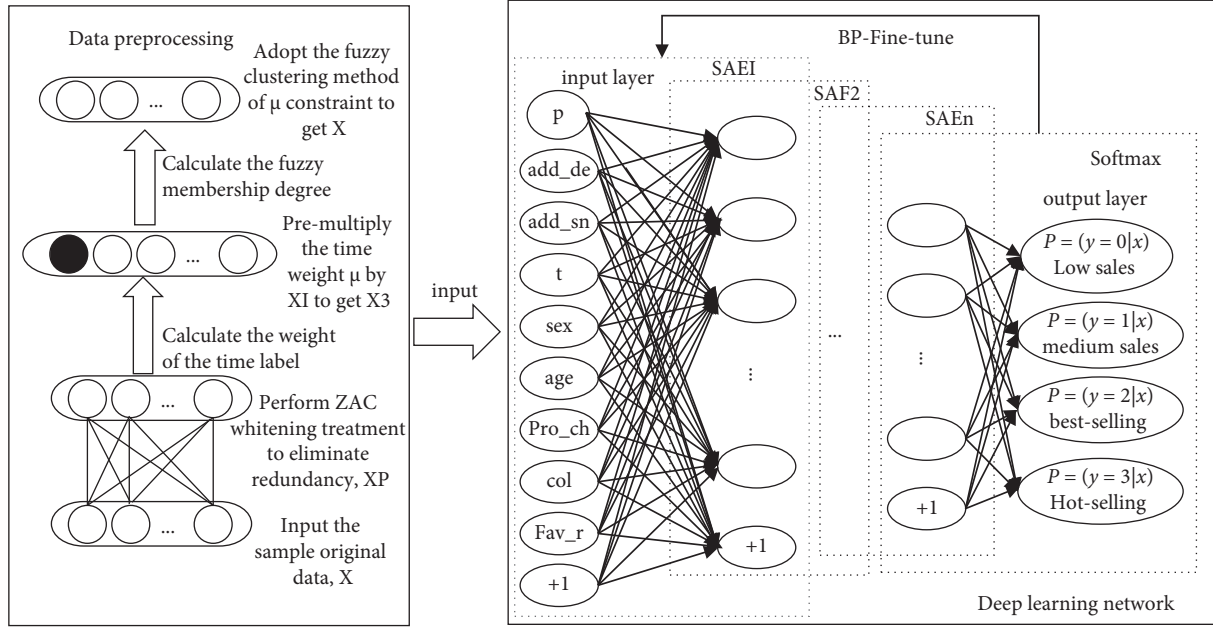 Data preprocessing
Adopt the fuzzy
clustering method
of μ constraint to
get X
...
Calculate the fuzzy
membership degree
Pre-multiply
the time
weight μ by
XI to get X3
...
Calculate the weight
of the time label
...
Perform ZAC
whitening treatment
to eliminate
redundancy, XP
...
Input the
sample original
data, X
input
BP-Fine-tune
SAEI
input layer
SAF2
SAEn
Softmax
p
add_de
add_sn
t
sex
age
Pro_ch
col
Fav_r
+1
...
+1
...
...
+1
output layer
P = (y = 0|x)
Low sales
P = (y = 1|x)
medium sales
P = (y = 2|x)
best-selling
P = (y = 3|x)
Hot-selling
Deep learning network